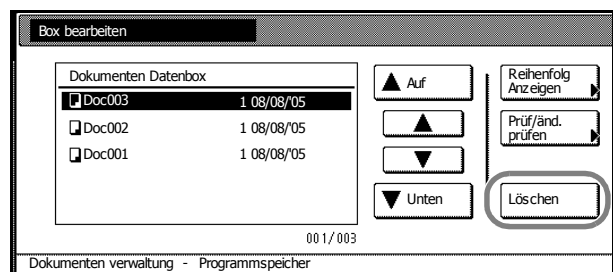 Box bearbeiten
Dokumenten Datenbox
Doc003 1 08/08/'05
Doc002 1 08/08/'05
Doc001 1 08/08/'05
001/003
Auf
Unten
Reihenfolg
Anzeigen
Prüf/änd.
prüfen
Löschen
Dokumenten verwaltung - Programmspeicher